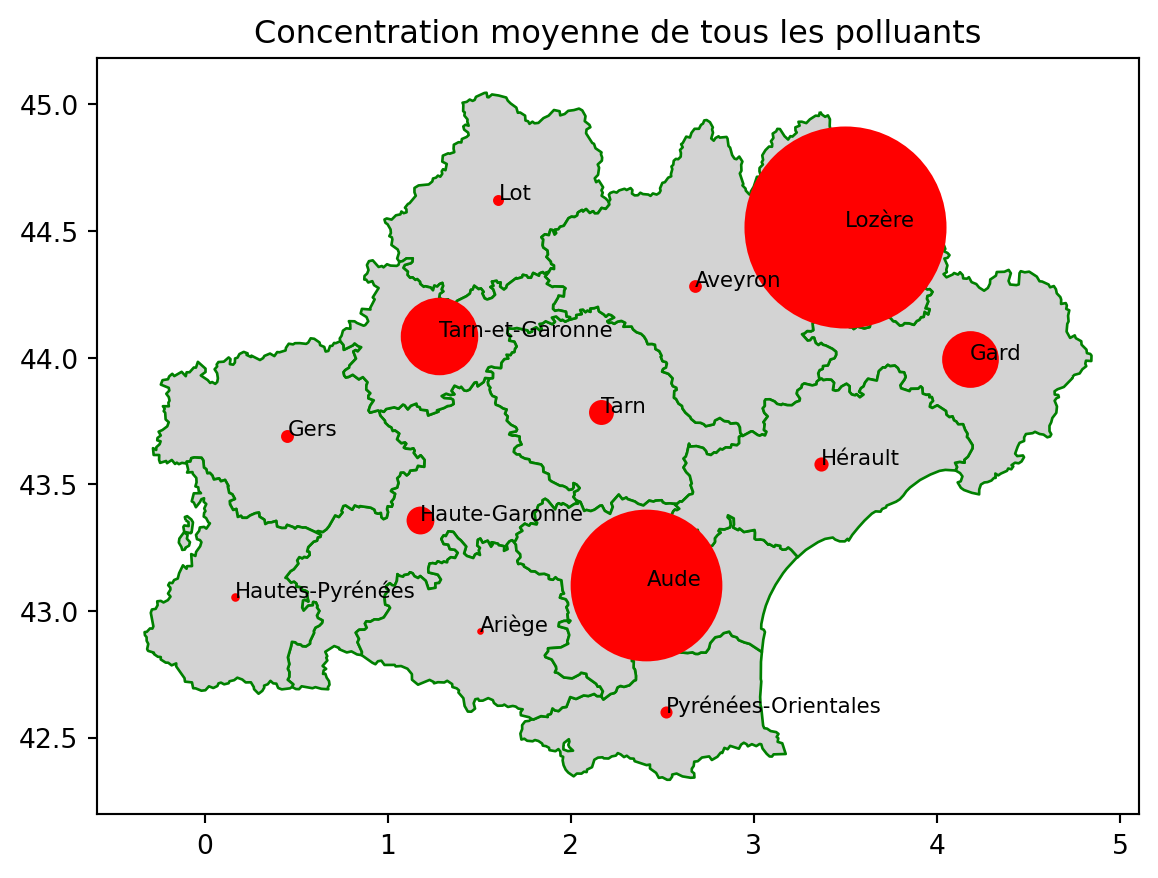 Concentration moyenne de tous les polluants
45.0
44.5
44.0
43.5
43.0
42.5
Lot
Lozère
Aveyron
Tarn-et-Garonne
Gard
Tarn
Gers
Hérault
Haute-Garonne
Aude
Hautes-Pyrénées
Ariège
Pyrénées-Orientales
0 1 2 3 4 5